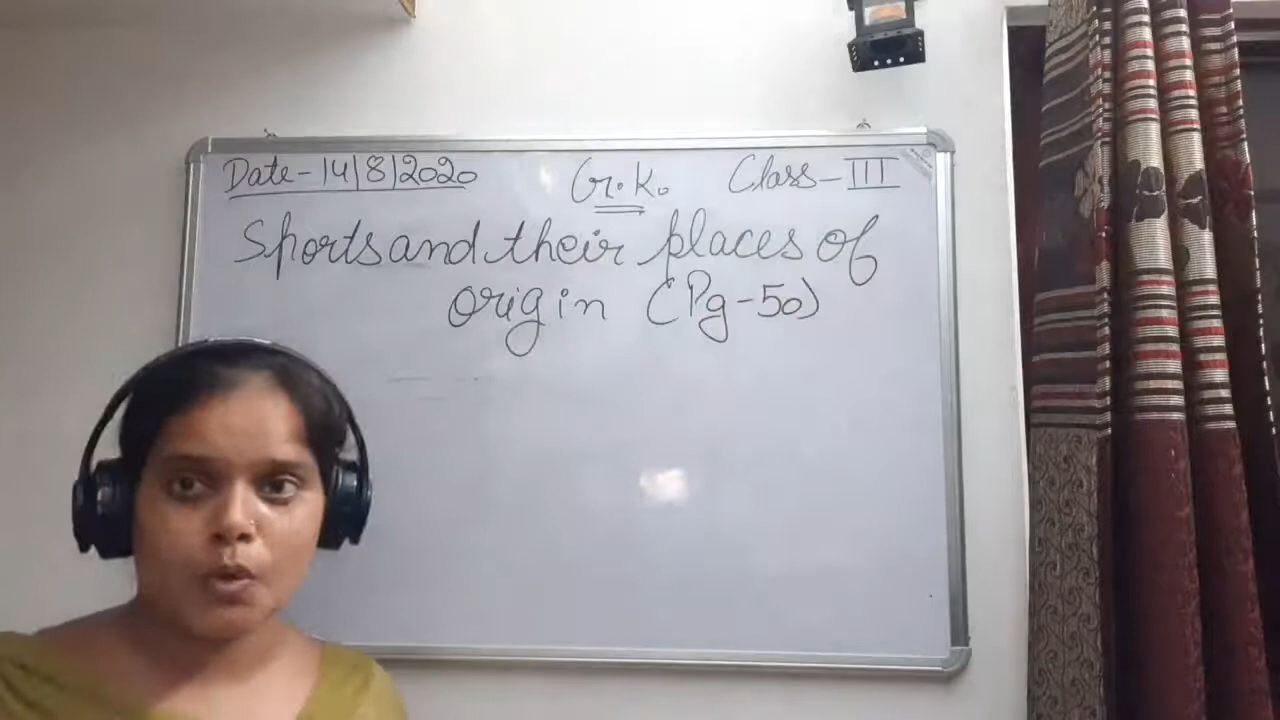 Date-14/8/2020 G.K. Class-III
Sports and their places of
origin (Pg-50)